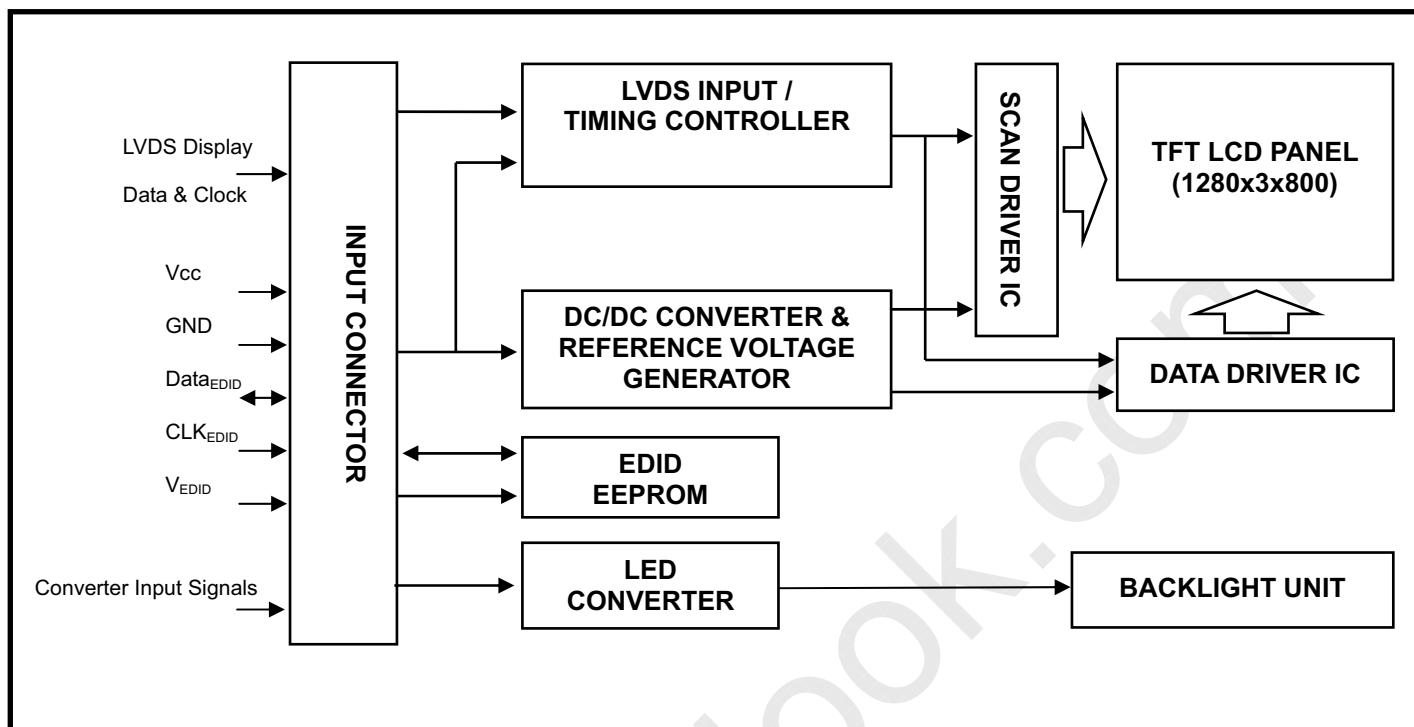 LVDS Display
Data & Clock
Vcc
GND
DataEDID
CLKEDID
VEDID
Converter Input Signals
INPUT CONNECTOR
LVDS INPUT /
TIMING CONTROLLER
DC/DC CONVERTER &
REFERENCE VOLTAGE
GENERATOR
EDID
EEPROM
LED
CONVERTER
SCAN DRIVER IC
TFT LCD PANEL
(1280x3x800)
DATA DRIVER IC
BACKLIGHT UNIT
look.com